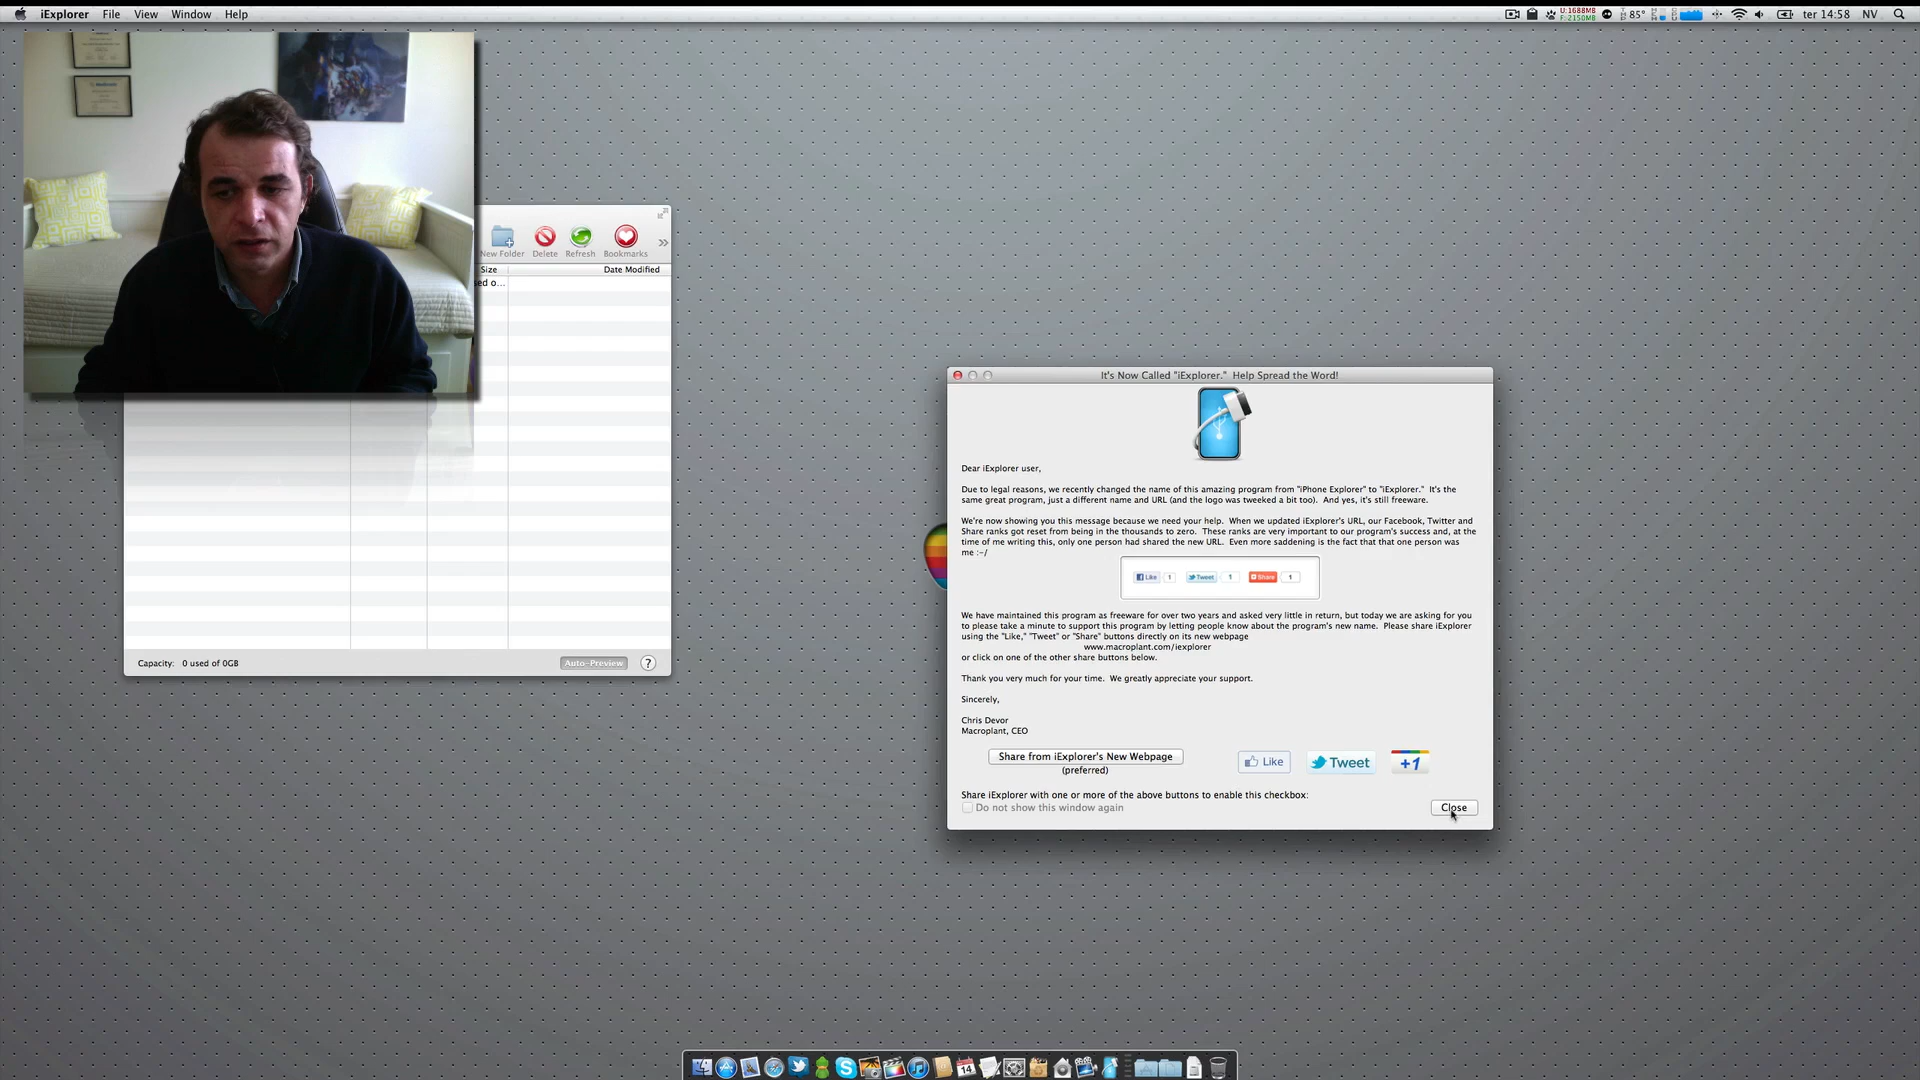 iExplorer File View Window Help
U:1688MB
F:2150MB
85°
ter 14:58 NV
New Folder Delete Refresh Bookmarks
Size Date Modified
sed o...
Capacity: 0 used of 0GB
Auto-Preview ?
It's Now Called "iExplorer." Help Spread the Word!
Dear iExplorer user,
Due to legal reasons, we recently changed the name of this amazing program from "iPhone Explorer" to "iExplorer." It's the
same great program, just a different name and URL (and the logo was tweaked a bit too). And yes, it's still freeware.
We're now showing you this message because we need your help. When we updated iExplorer's URL, our Facebook, Twitter and
Share ranks got reset from being in the thousands to zero. These ranks are very important to our program's success and, at the
time of me writing this, only one person had shared the new URL. Even more saddening is the fact that that one person was
me :-/
Like 1 Tweet 1 Share 1
We have maintained this program as freeware for over two years and asked very little in return, but today we are asking for you
to please take a minute to support this program by letting people know about the program's new name. Please share iExplorer
using the "Like," "Tweet" or "Share" buttons directly on its new webpage
www.macroplant.com/iexplorer
or click on one of the other share buttons below.
Thank you very much for your time. We greatly appreciate your support.
Sincerely,
Chris Devor
Macroplant, CEO
Share from iExplorer's New Webpage
(preferred)
Like Tweet +1
Share iExplorer with one or more of the above buttons to enable this checkbox:
Do not show this window again
Close
14